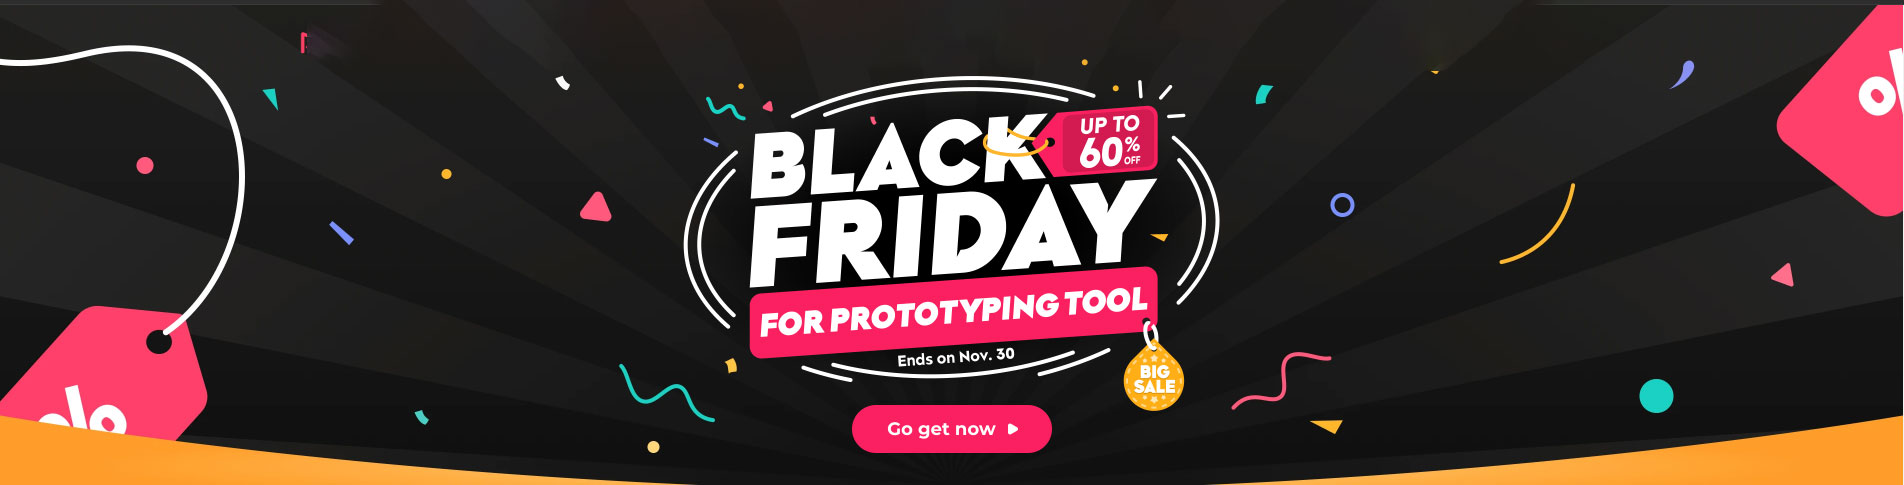 BLACK
UP TO
60%
OFF
FRIDAY
FOR PROTOTYPING TOOL
Ends on Nov. 30
BIG
SALE
Go get now
%
%